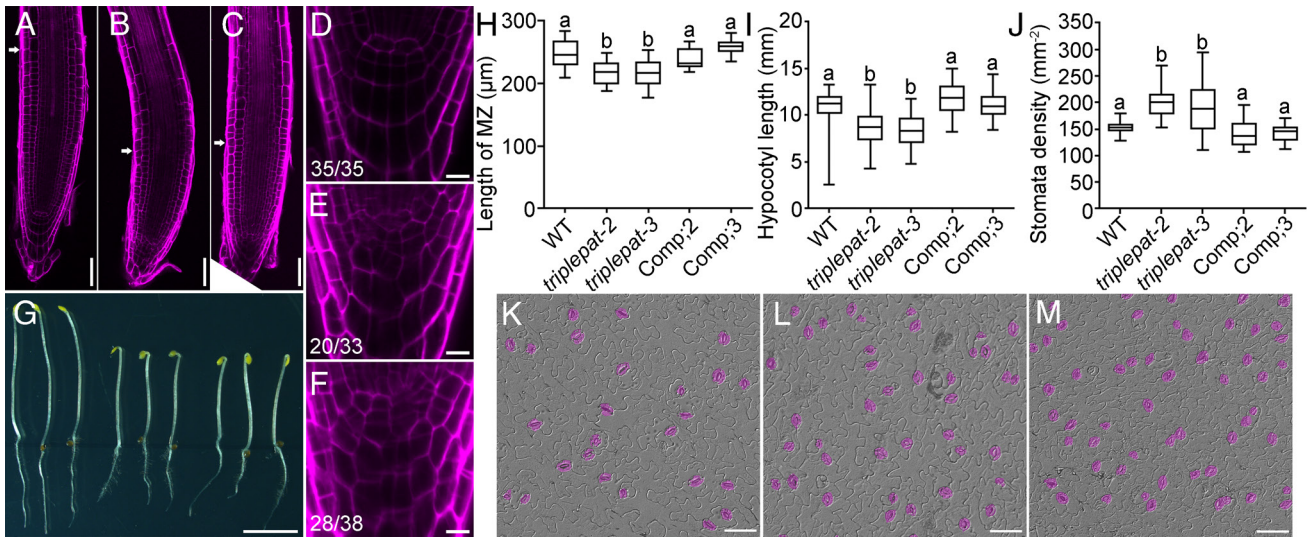 A
B
C
D
35/35
E
20/33
F
28/38
G
H
Length of MZ (µm)
300
200
100
0
a
b
b
a
a
WT
triplepat-2
triplepat-3
Comp;2
Comp;3
I
Hypocotyl length (mm)
20
15
10
5
0
a
b
b
a
a
WT
triplepat-2
triplepat-3
Comp;2
Comp;3
J
Stomata density (mm-2)
350
300
250
200
150
100
50
0
a
b
b
a
a
WT
triplepat-2
triplepat-3
Comp;2
Comp;3
K
L
M